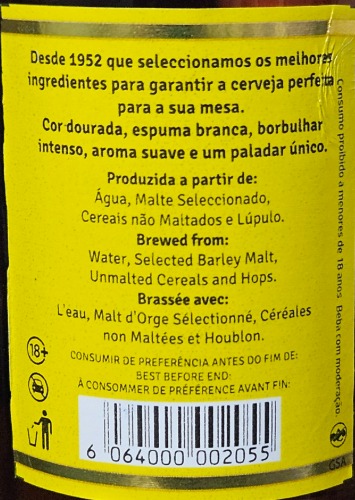 Desde 1952 que seleccionamos os melhores
ingredientes para garantir a cerveja perfeita
para a sua mesa.
Cor dourada, espuma branca, borbulhar
intenso, aroma suave e um paladar único.
Produzida a partir de:
Água, Malte Seleccionado,
Cereais não Maltados e Lúpulo.
Brewed from:
Water, Selected Barley Malt,
Unmalted Cereals and Hops.
Brassée avec:
L'eau, Malt d'Orge Sélectionné, Céréales
non Maltées et Houblon.
CONSUMIR DE PREFERÊNCIA ANTES DO FIM DE:
BEST BEFORE END:
À CONSOMMER DE PRÉFÉRENCE AVANT FIN:
18+
6 064000 002055
Consumo proibido a menores de 18 anos Beba com moderação.
GSA